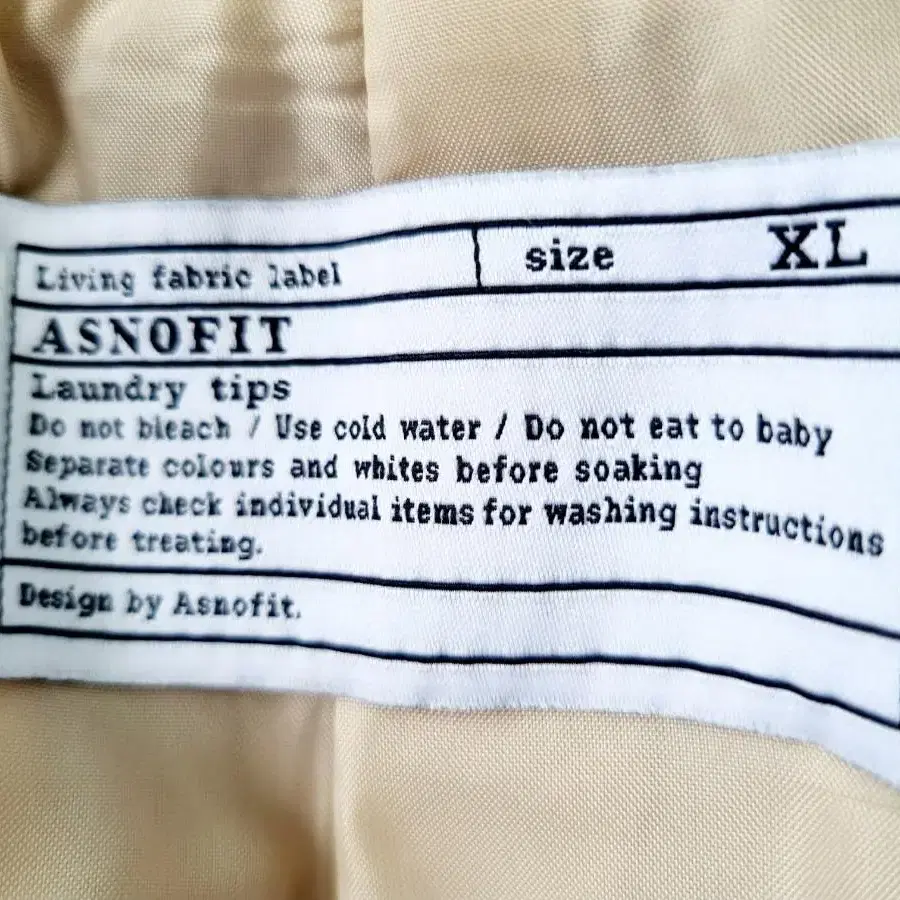 Living fabric label size XL
ASNOFIT
Laundry tips
Do not bleach / Use cold water / Do not eat to baby
Separate colours and whites before soaking
Always check individual items for washing instructions
before treating.
Design by Asnofit.